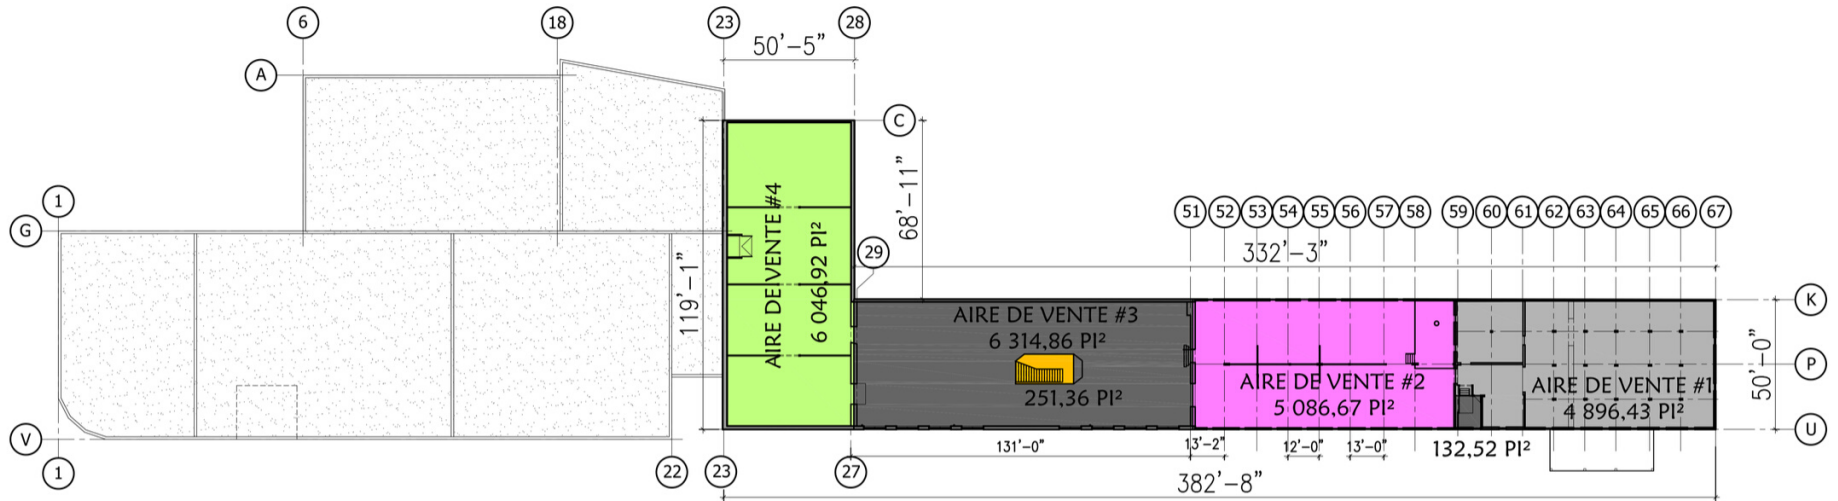 6
18
23
28
50'-5"
A
C
1
51
52
53
54
55
56
57
58
59
60
61
62
63
64
65
66
67
G
68'-11"
332'-3"
29
119'-1"
AIRE DE VENTE #4
6 046,92 PI²
K
AIRE DE VENTE #3
6 314,86 PI²
251,36 PI²
50'-0"
P
AIRE DE VENTE #2
5 086,67 PI²
AIRE DE VENTE #1
4 896,43 PI²
V
U
131'-0"
13'-2"
12'-0"
13'-0"
132,52 PI²
1
22
23
27
382'-8"